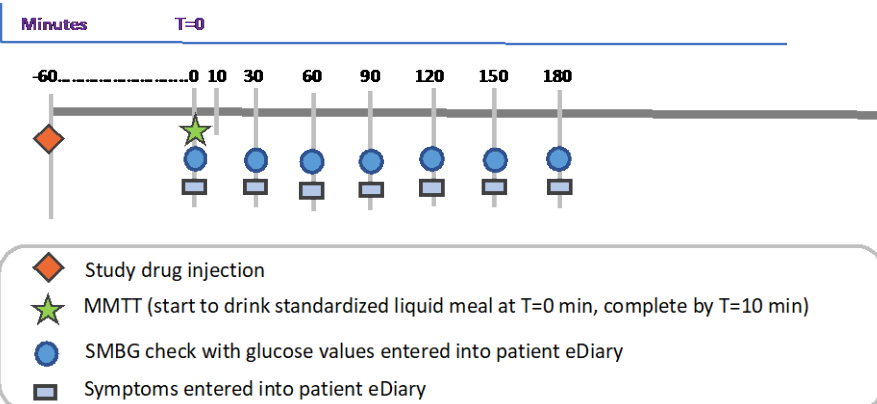 Minutes T=0
-60........................0 10 30 60 90 120 150 180
Study drug injection
MMTT (start to drink standardized liquid meal at T=0 min, complete by T=10 min)
SMBG check with glucose values entered into patient eDiary
Symptoms entered into patient eDiary